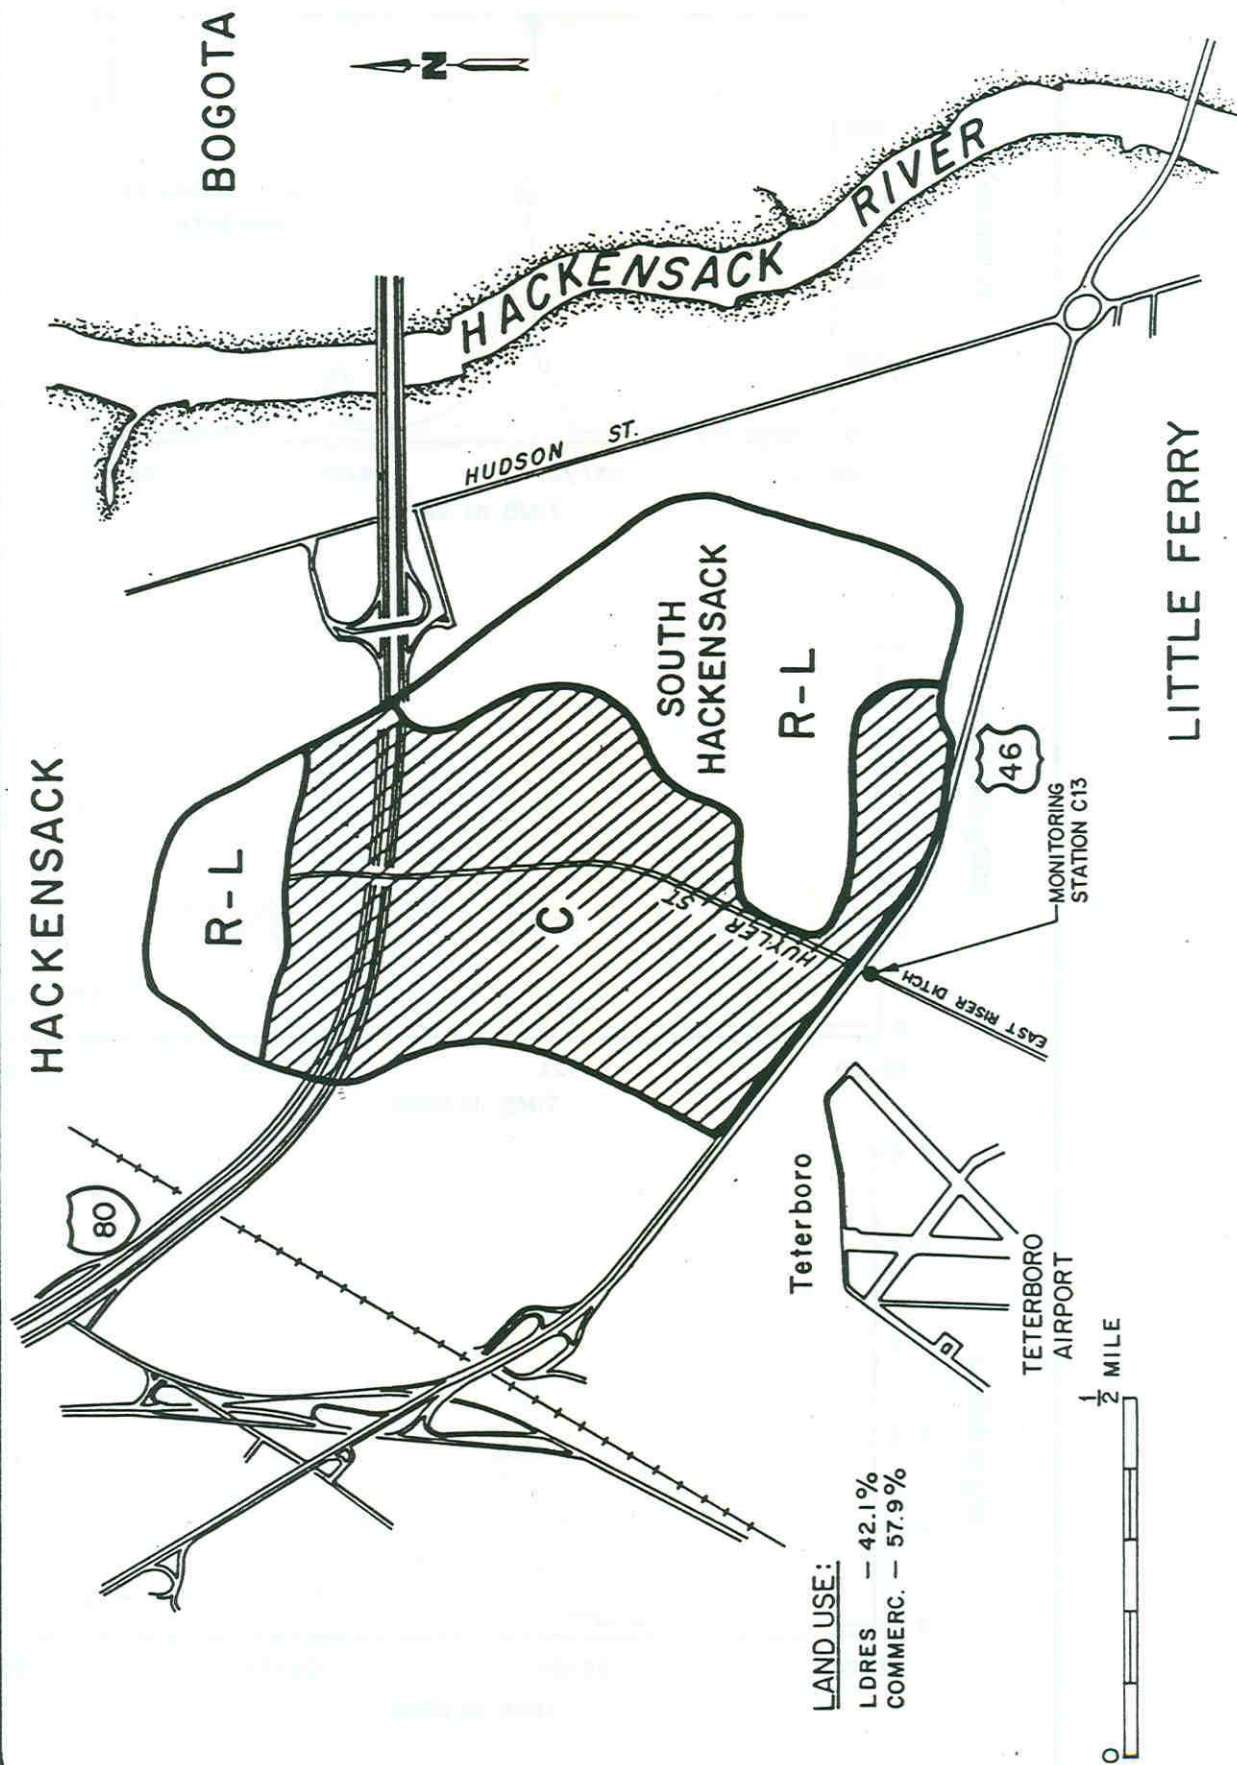 HACKENSACK
BOGOTA
N
80
R-L
HACKENSACK RIVER
HUDSON ST.
C
SOUTH
HACKENSACK
R-L
HUYLER ST
46
MONITORING
STATION C13
EAST RISER DITCH
LITTLE FERRY
Teterboro
TETERBORO
AIRPORT
LAND USE:
LDRES — 42.1%
COMMERC. — 57.9%
0
1/2 MILE